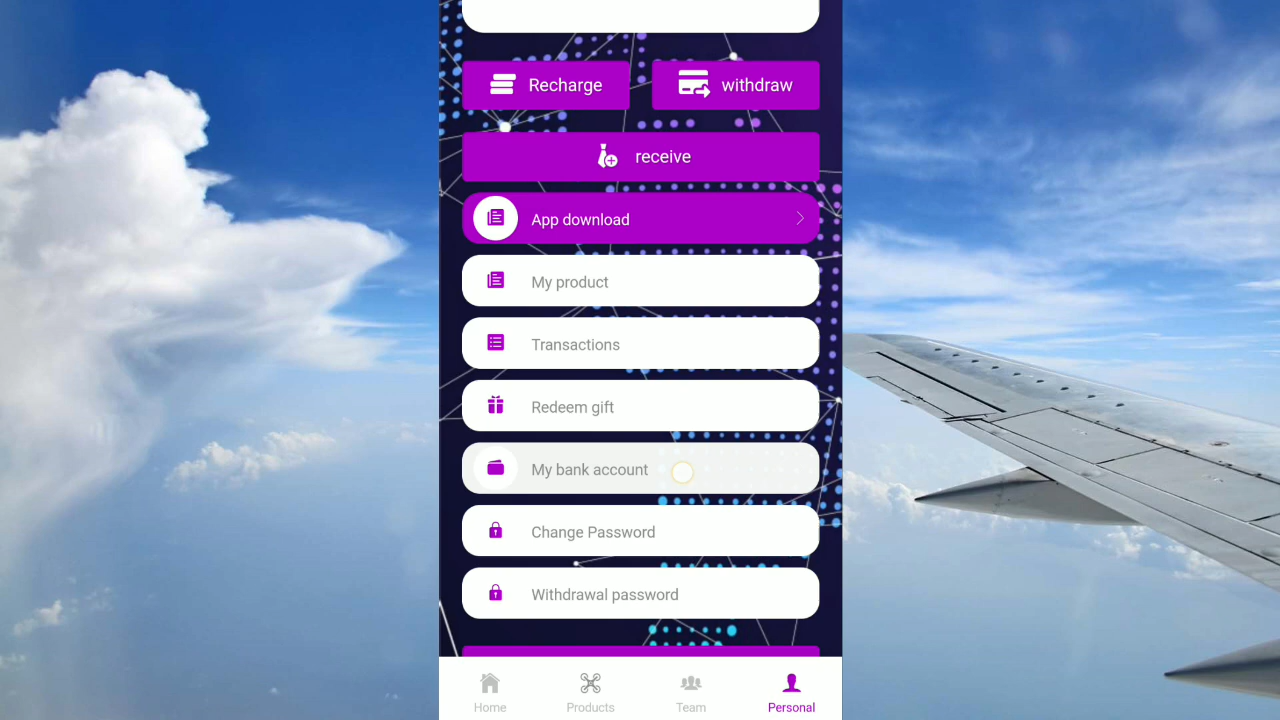 Recharge
withdraw
receive
App download
My product
Transactions
Redeem gift
My bank account
Change Password
Withdrawal password
Home
Products
Team
Personal